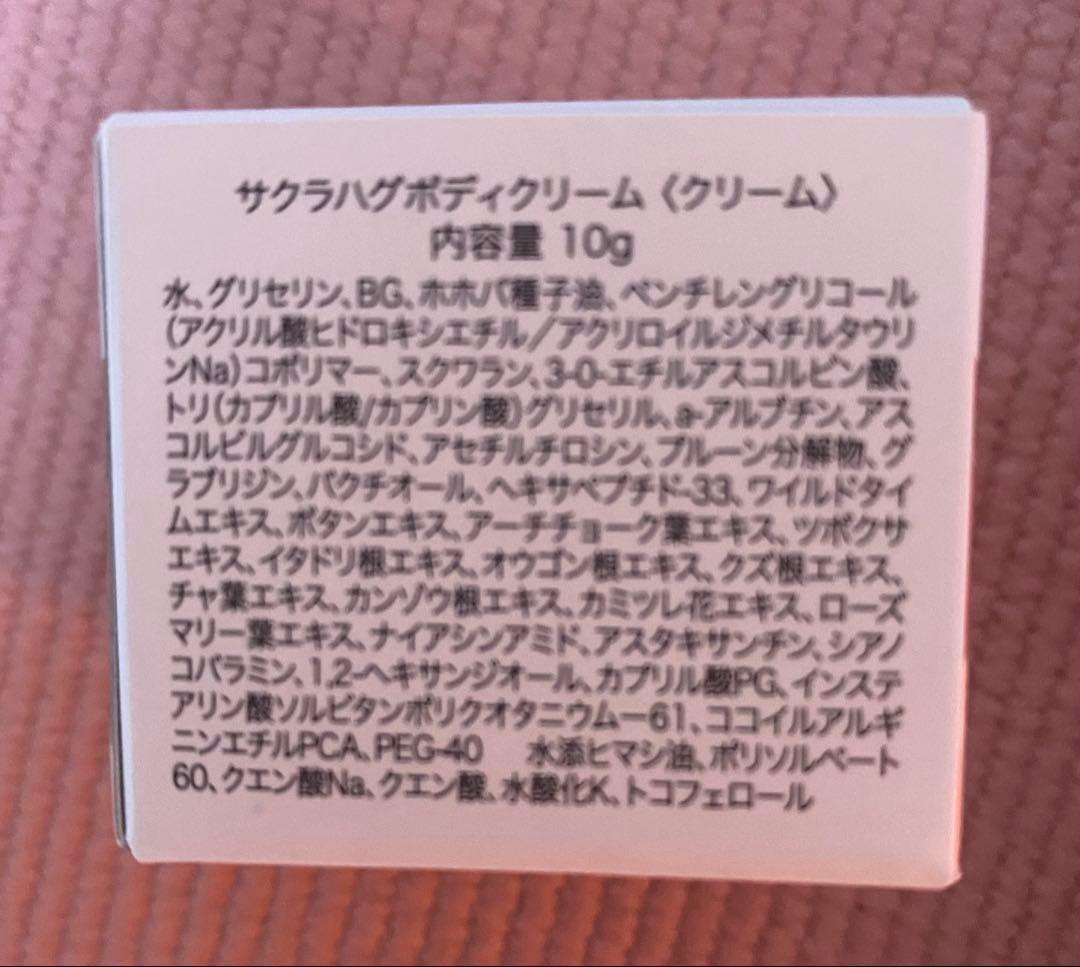 サクラハグボディクリーム〈クリーム〉
内容量 10g
水、グリセリン、BG、ホホバ種子油、ペンチレングリコール
(アクリル酸ヒドロキシエチル/アクリロイルジメチルタウリ
ンNa)コポリマー、スクワラン、3-0-エチルアスコルビン酸、
トリ(カプリル酸/カプリン酸)グリセリル、a-アルブチン、アス
コルビルグルコシド、アセチルチロシン、プルーン分解物、グ
ラブリジン、バクチオール、ヘキサペプチド-33、ワイルドタイ
ムエキス、ボタンエキス、アーチチョーク葉エキス、ツボクサ
エキス、イタドリ根エキス、オウゴン根エキス、クズ根エキス、
チャ葉エキス、カンゾウ根エキス、カミツレ花エキス、ローズ
マリー葉エキス、ナイアシンアミド、アスタキサンチン、シアノ
コバラミン、1,2-ヘキサンジオール、カプリル酸PG、インステ
アリン酸ソルビタンポリクオタニウムー61、ココイルアルギ
ニンエチルPCA、PEG-40　水添ヒマシ油、ポリソルベート
60、クエン酸Na、クエン酸、水酸化K、トコフェロール